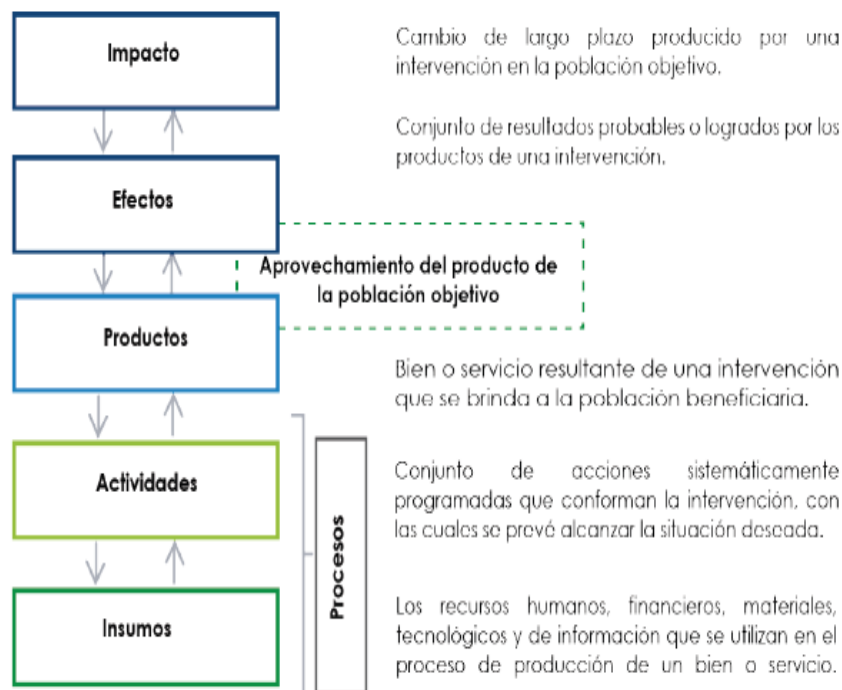 Impacto
Cambio de largo plazo producido por una
intervención en la población objetivo.
Conjunto de resultados probables o logrados por los
productos de una intervención.
Efectos
Aprovechamiento del producto de
la población objetivo
Productos
Bien o servicio resultante de una intervención
que se brinda a la población beneficiaria.
Actividades
Conjunto de acciones sistemáticamente
programadas que conforman la intervención, con
las cuales se prevé alcanzar la situación deseada.
Procesos
Insumos
Los recursos humanos, financieros, materiales,
tecnológicos y de información que se utilizan en el
proceso de producción de un bien o servicio.